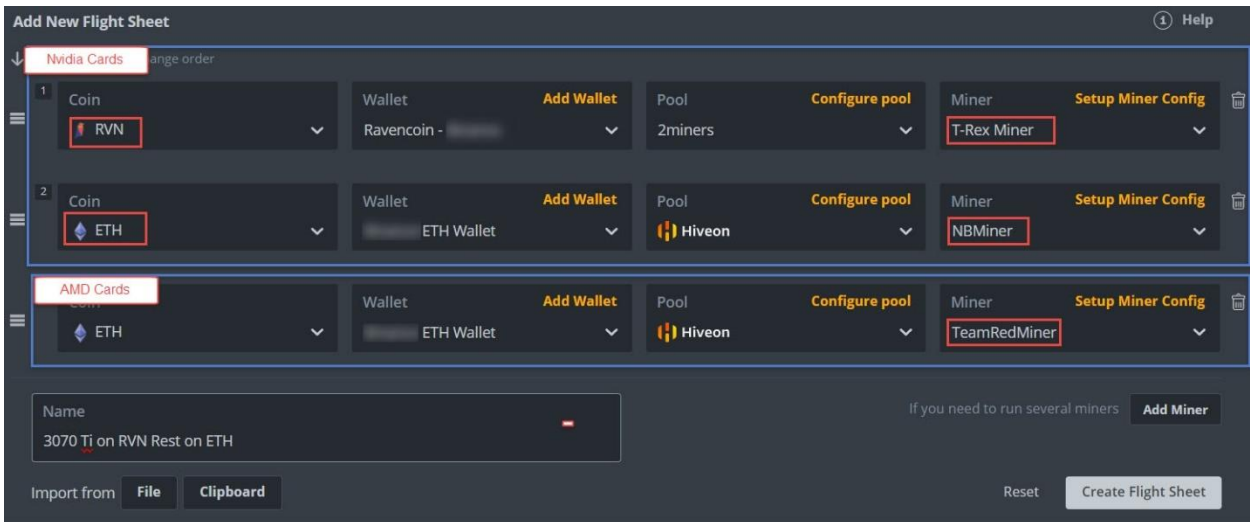 Add New Flight Sheet
1 Help
Nvidia Cards ange order
1
Coin
RVN
Wallet Add Wallet
Ravencoin -
Pool Configure pool
2miners
Miner Setup Miner Config
T-Rex Miner
2
Coin
ETH
Wallet Add Wallet
ETH Wallet
Pool Configure pool
Hiveon
Miner Setup Miner Config
NBMiner
AMD Cards
ETH
Wallet Add Wallet
ETH Wallet
Pool Configure pool
Hiveon
Miner Setup Miner Config
TeamRedMiner
Name
3070 Ti on RVN Rest on ETH
If you need to run several miners Add Miner
Import from File Clipboard
Reset Create Flight Sheet